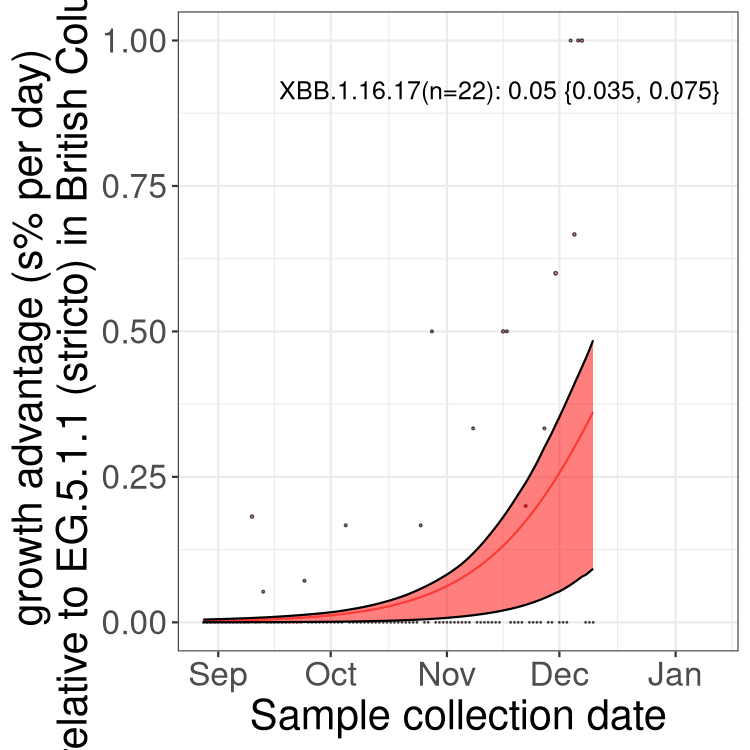 growth advantage (s% per day)
relative to EG.5.1.1 (stricto) in British Colu
1.00
0.75
0.50
0.25
0.00
XBB.1.16.17(n=22): 0.05 {0.035, 0.075}
Sep Oct Nov Dec Jan
Sample collection date